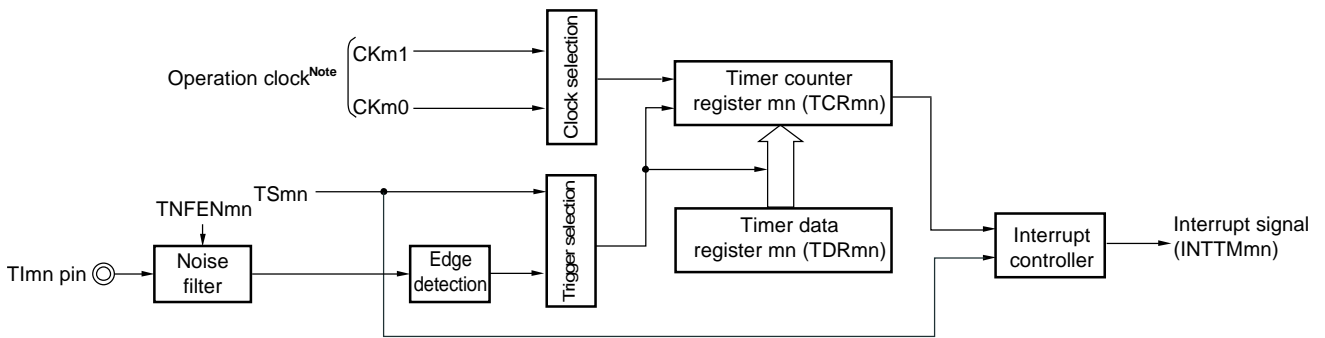 Operation clockNote
CKm1
CKm0
Clock selection
Timer counter
register mn (TCRmn)
TSmn
TNFENmn
TImn pin
Noise
filter
Edge
detection
Trigger selection
Timer data
register mn (TDRmn)
Interrupt
controller
Interrupt signal
(INTTMmn)